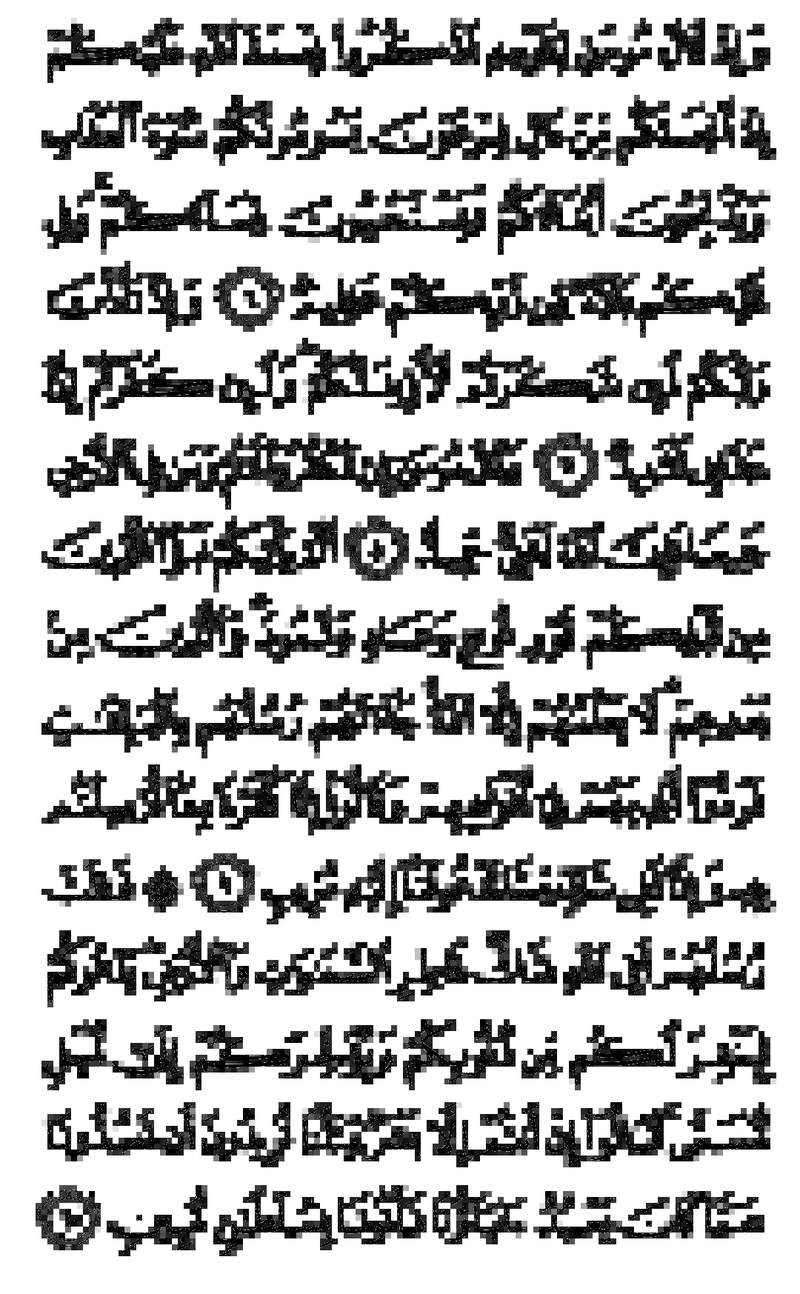 وإذ قال موسى لقومه اذكروا نعمة الله عليكم
إذ أنجاكم من آل فرعون يسومونكم سوء العذاب
ويذبحون أبناءكم ويستحيون نساءكم وفي
ذلكم بلاء من ربكم عظيم ٦ وإذ تأذن
ربكم لئن شكرتم لأزيدنكم ولئن كفرتم إن
عذابي لشديد ٧ وقال موسى إن تكفروا أنتم ومن في الأرض
جميعا فإن الله لغني حميد ٨ ألم يأتكم نبأ الذين
من قبلكم قوم نوح وعاد وثمود والذين من
بعدهم لا يعلمهم إلا الله جاءتهم رسلهم بالبينات
فردوا أيديهم في أفواههم وقالوا إنا كفرنا بما أرسلتم
به وإنا لفي شك مما تدعوننا إليه مريب ٩ ۞ قالت
رسلهم أفي الله شك فاطر السماوات والأرض يدعوكم
ليغفر لكم من ذنوبكم ويؤخركم إلى أجل
مسمى قالوا إن أنتم إلا بشر مثلنا تريدون أن تصدونا
عما كان يعبد آباؤنا فأتونا بسلطان مبين ١٠